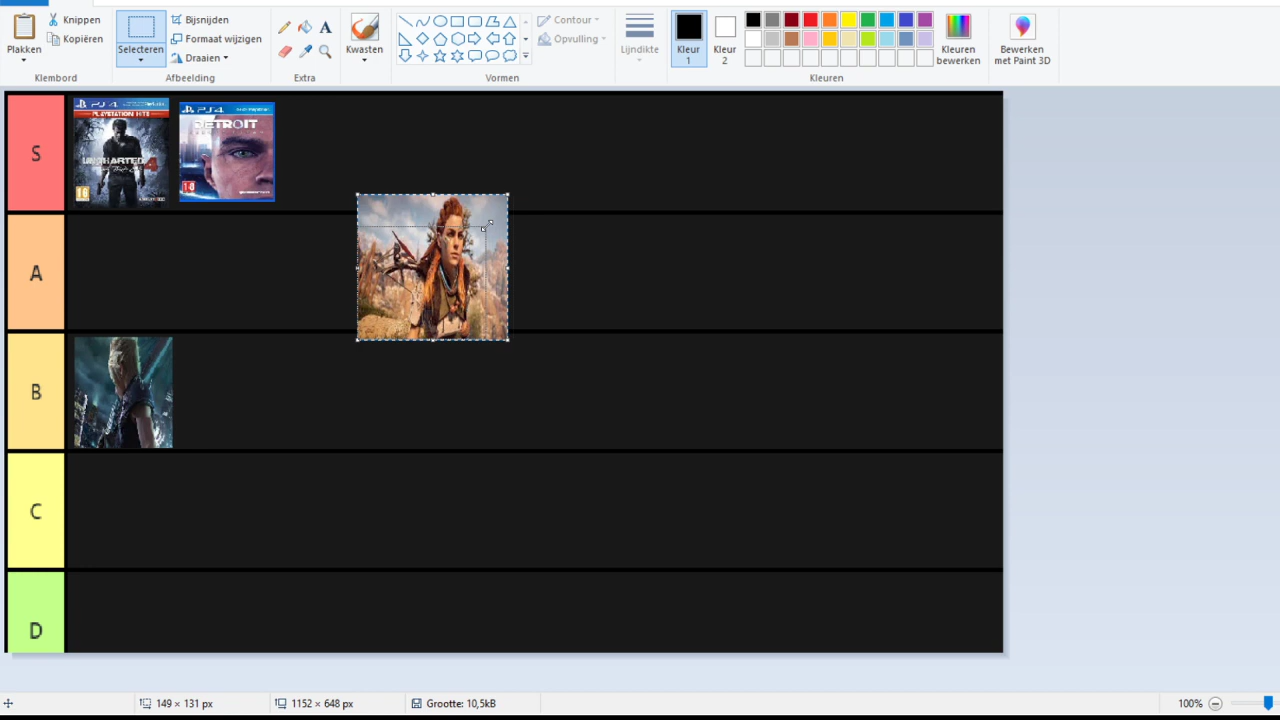 Plakken
Knippen
Kopiëren
Klembord
Selecteren
Bijsnijden
Formaat wijzigen
Draaien
Afbeelding
A
Extra
Kwasten
Contour
Opvulling
Vormen
Lijndikte
Kleur 1
Kleur 2
Kleuren bewerken
Kleuren
Bewerken met Paint 3D
S
PS4
PLAYSTATION HITS
UNCHARTED 4
16
PS4
DETROIT
18
A
B
C
D
149 × 131 px
1152 × 648 px
Grootte: 10,5kB
100%